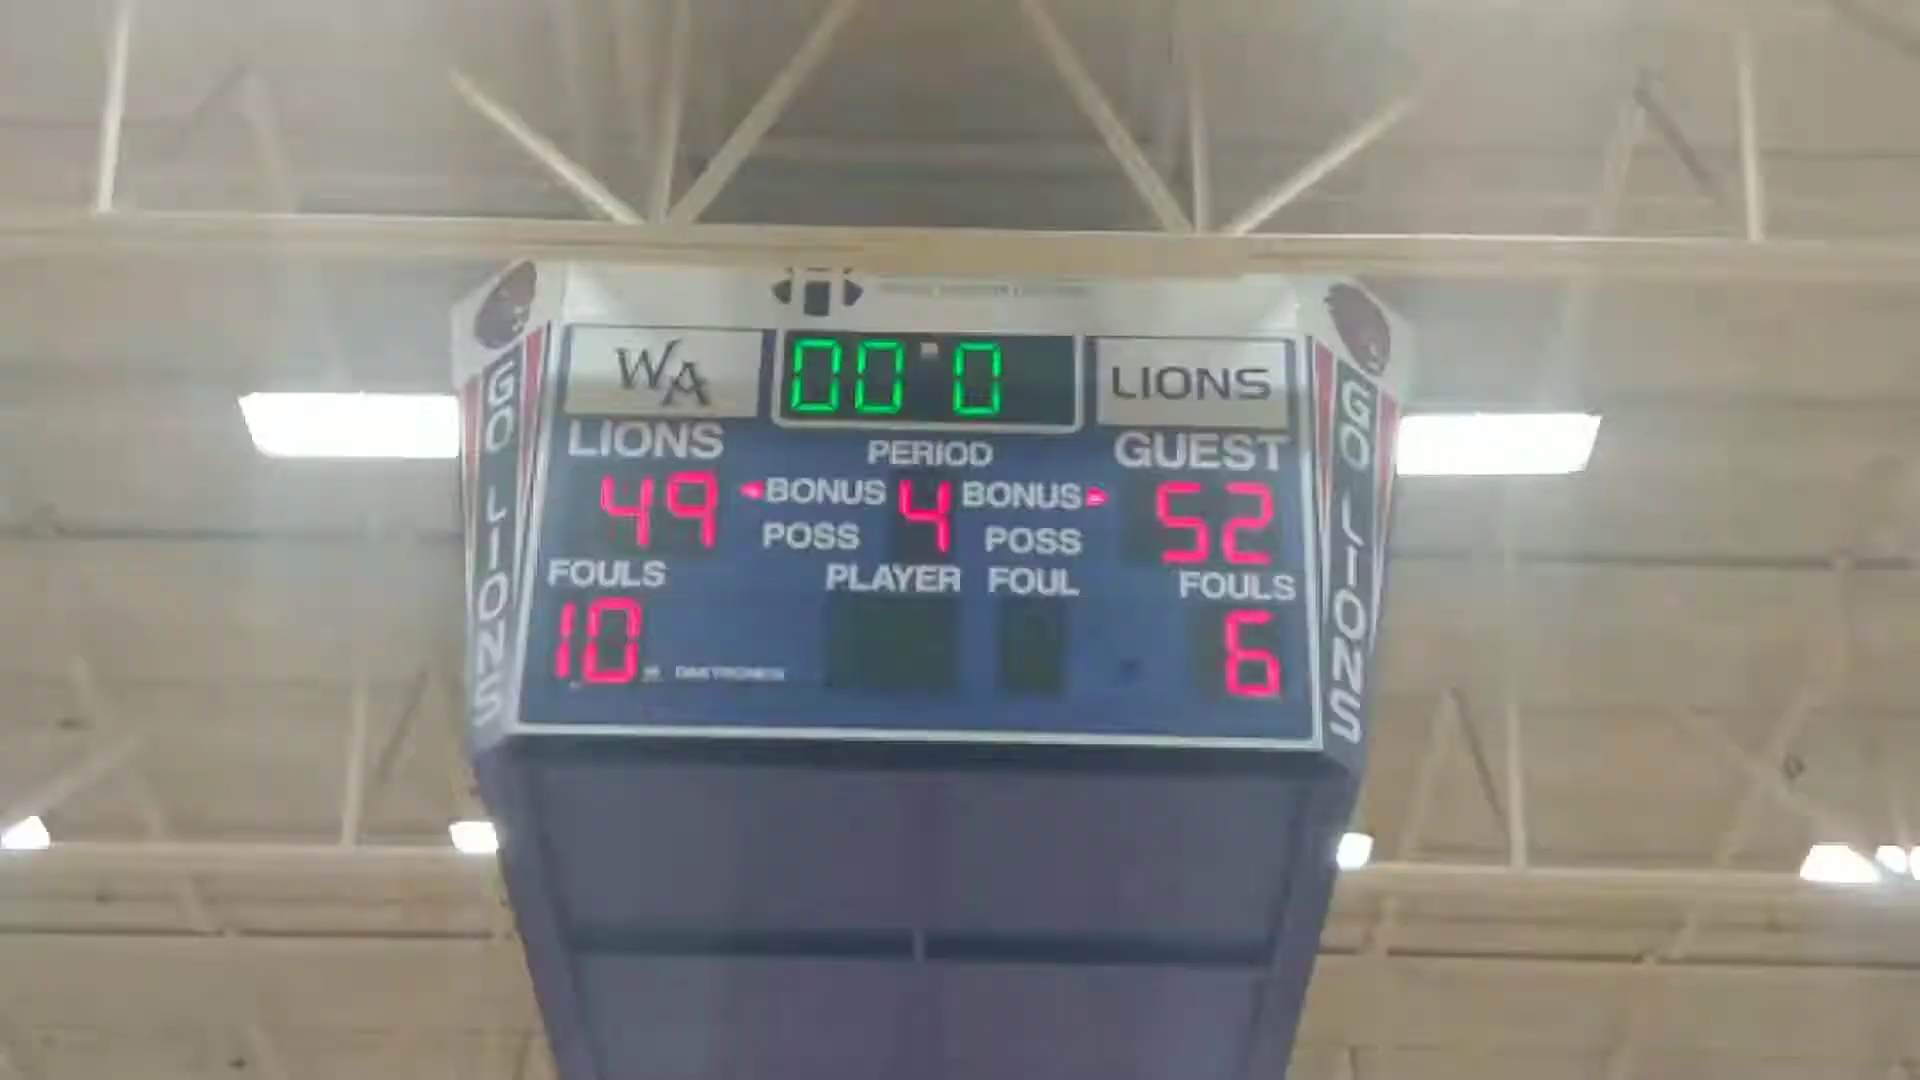 WA
00 0
LIONS
LIONS
PERIOD
GUEST
49
BONUS
4
BONUS
52
POSS
POSS
FOULS
PLAYER
FOUL
FOULS
10
6
DAKTRONICS
GO LIONS
GO LIONS